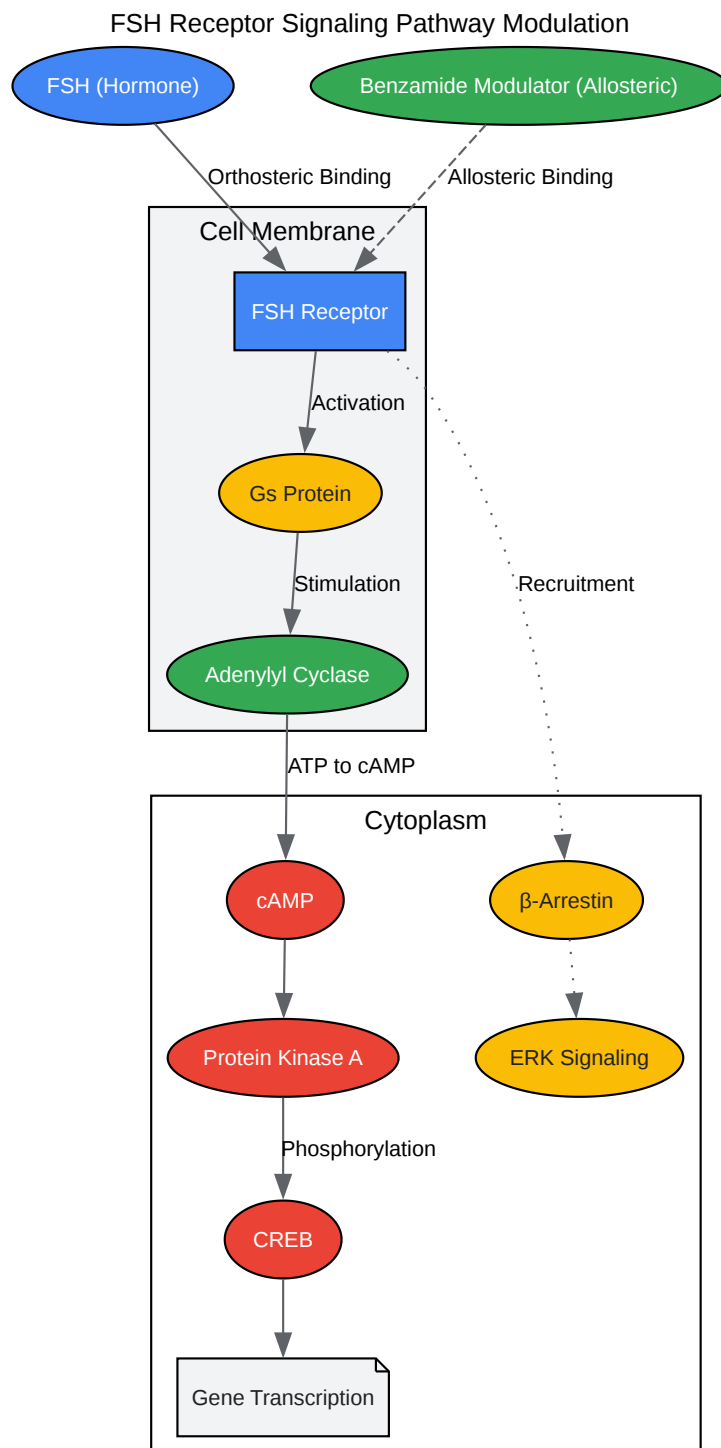 FSH Receptor Signaling Pathway Modulation
FSH (Hormone)
Benzamide Modulator (Allosteric)
Orthosteric Binding
Allosteric Binding
Cell Membrane
FSH Receptor
Activation
Gs Protein
Stimulation
Recruitment
Adenylyl Cyclase
ATP to cAMP
Cytoplasm
cAMP
β-Arrestin
Protein Kinase A
ERK Signaling
Phosphorylation
CREB
Gene Transcription